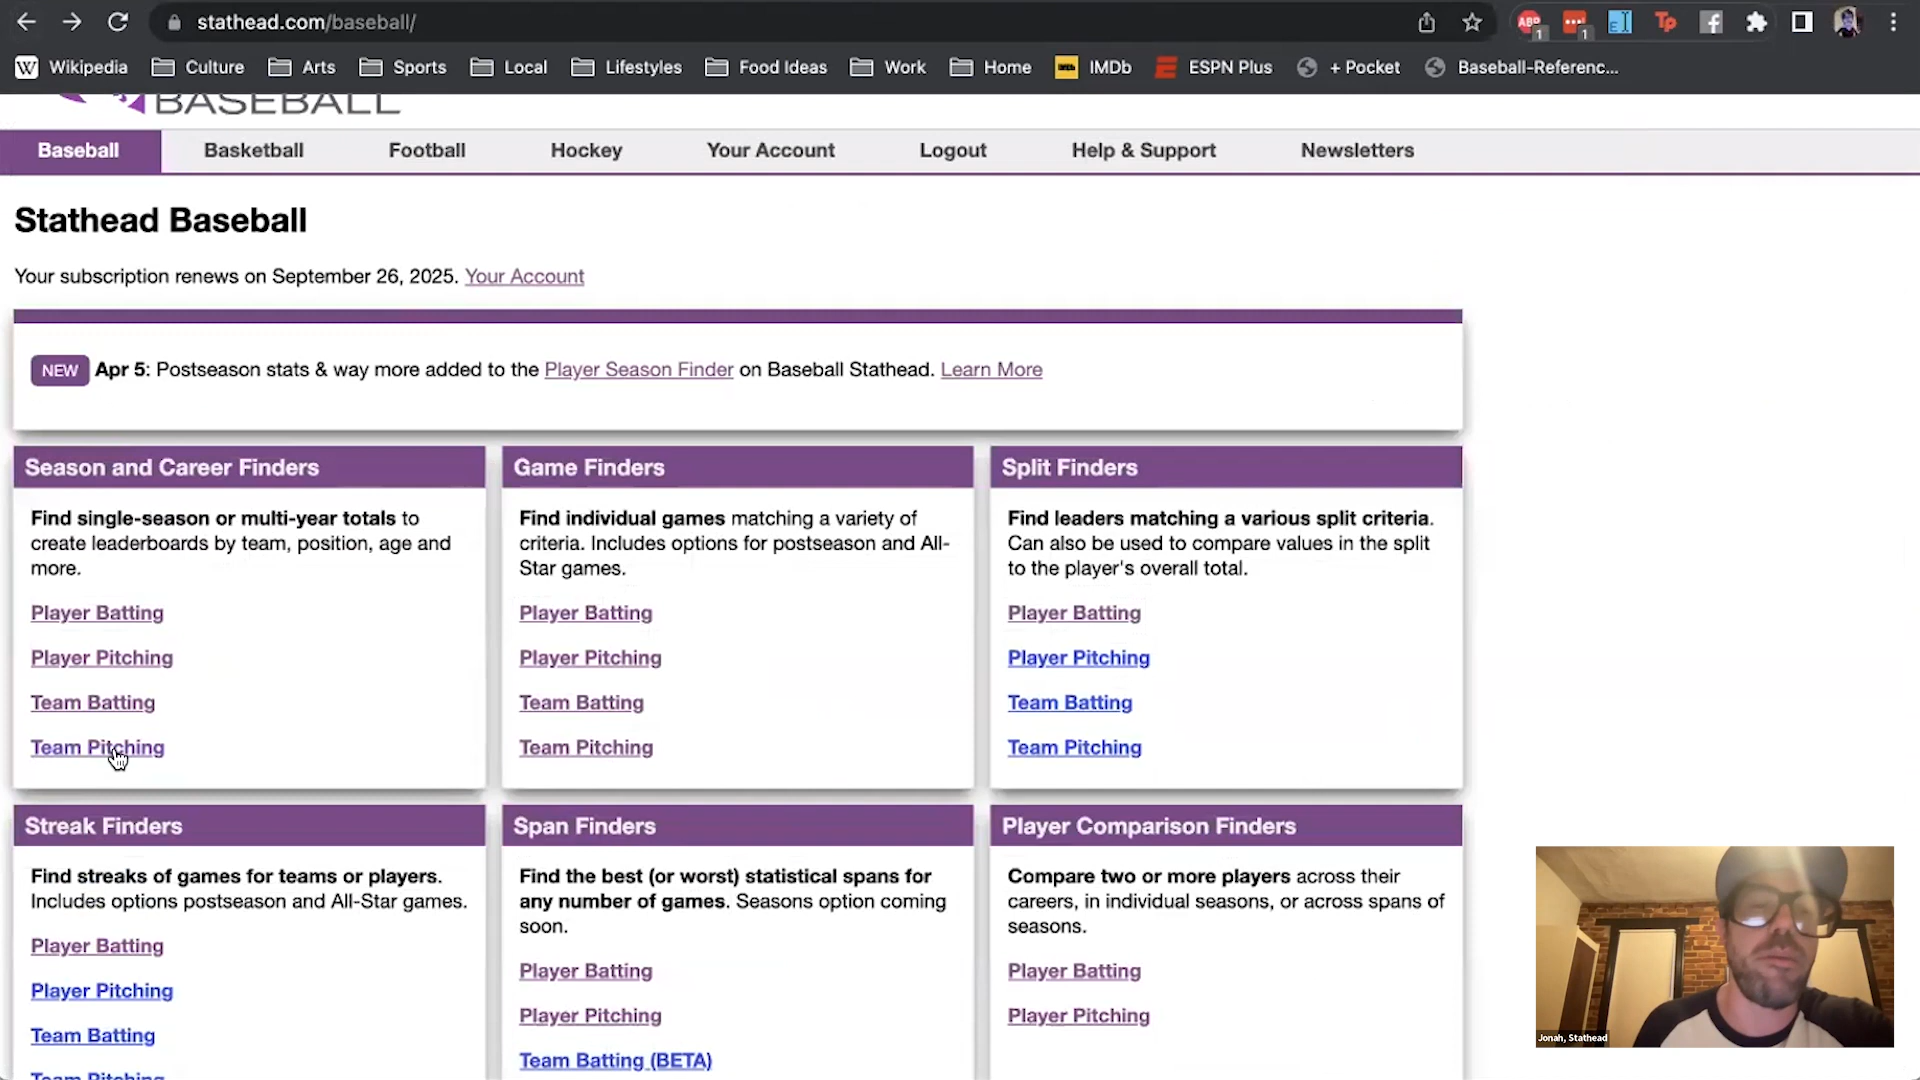 stathead.com/baseball/
ABP 1 1 Tp
W Wikipedia Culture Arts Sports Local Lifestyles Food Ideas Work Home IMDb IMDb ESPN Plus + Pocket Baseball-Referenc...
BASEBALL
Baseball Basketball Football Hockey Your Account Logout Help & Support Newsletters
Stathead Baseball
Your subscription renews on September 26, 2025. Your Account
NEW Apr 5: Postseason stats & way more added to the Player Season Finder on Baseball Stathead. Learn More
Season and Career Finders
Find single-season or multi-year totals to
create leaderboards by team, position, age and
more.
Player Batting
Player Pitching
Team Batting
Team Pitching
Game Finders
Find individual games matching a variety of
criteria. Includes options for postseason and All-
Star games.
Player Batting
Player Pitching
Team Batting
Team Pitching
Split Finders
Find leaders matching a various split criteria.
Can also be used to compare values in the split
to the player's overall total.
Player Batting
Player Pitching
Team Batting
Team Pitching
Streak Finders
Find streaks of games for teams or players.
Includes options postseason and All-Star games.
Player Batting
Player Pitching
Team Batting
Team Pitching
Span Finders
Find the best (or worst) statistical spans for
any number of games. Seasons option coming
soon.
Player Batting
Player Pitching
Team Batting (BETA)
Player Comparison Finders
Compare two or more players across their
careers, in individual seasons, or across spans of
seasons.
Player Batting
Player Pitching
Jonah, Stathead